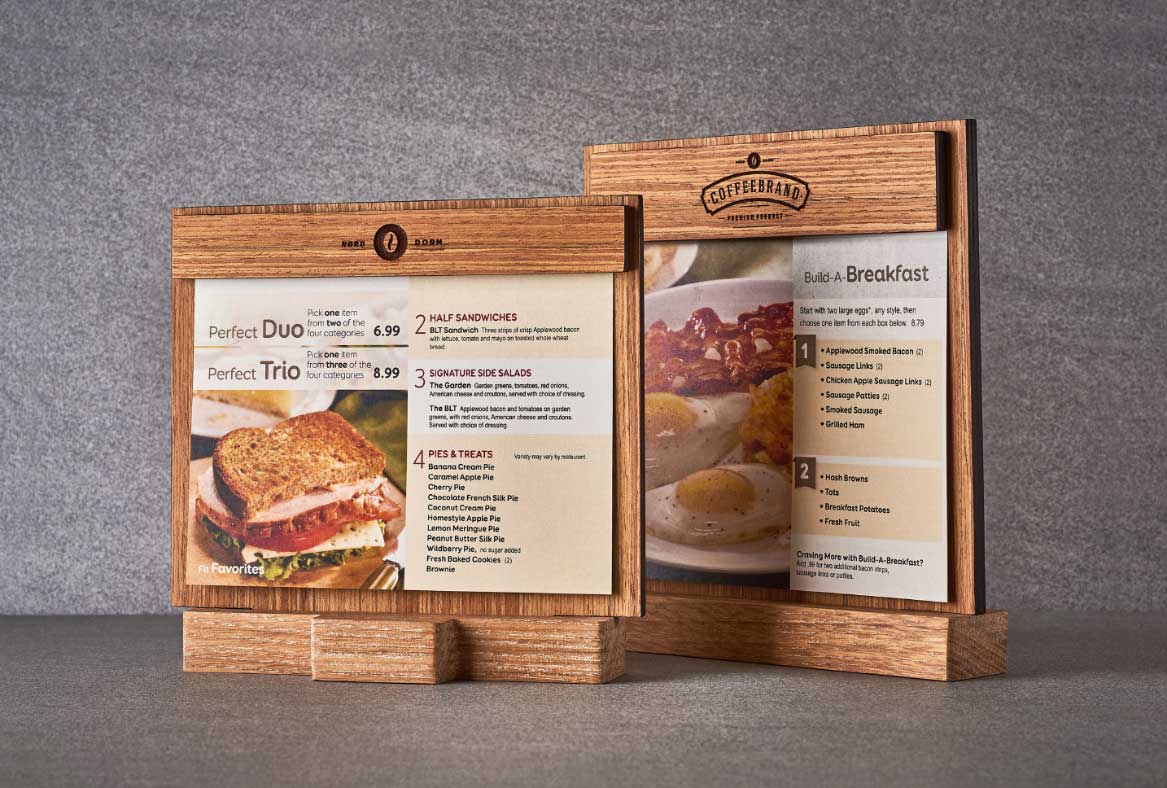 NORD DORN
Perfect Duo
Pick one item
from two of the
four categories 6.99
Perfect Trio
Pick one item
from three of the
four categories 8.99
Fit Favorites
2 HALF SANDWICHES
BLT Sandwich Three strips of crisp Applewood bacon
with lettuce, tomato and mayo on toasted whole wheat
bread.
3 SIGNATURE SIDE SALADS
The Garden Garden greens, tomatoes, red onions,
American cheese and croutons, served with choice of dressing.
The BLT Applewood bacon and tomatoes on garden
greens, with red onions, American cheese and croutons.
Served with choice of dressing.
4 PIES & TREATS Variety may vary by restaurant.
Banana Cream Pie
Caramel Apple Pie
Cherry Pie
Chocolate French Silk Pie
Coconut Cream Pie
Homestyle Apple Pie
Lemon Meringue Pie
Peanut Butter Silk Pie
Wildberry Pie, no sugar added
Fresh Baked Cookies (2)
Brownie
COFFEEBRAND
PREMIUM PRODUCT
Build-A-Breakfast
Start with two large eggs*, any style, then
choose one item from each box below. 8.79
1
• Applewood Smoked Bacon (2)
• Sausage Links (2)
• Chicken Apple Sausage Links (2)
• Sausage Patties (2)
• Smoked Sausage
• Grilled Ham
2
• Hash Browns
• Tots
• Breakfast Potatoes
• Fresh Fruit
Craving More with Build-A-Breakfast?
Add .99 for two additional bacon strips,
sausage links or patties.